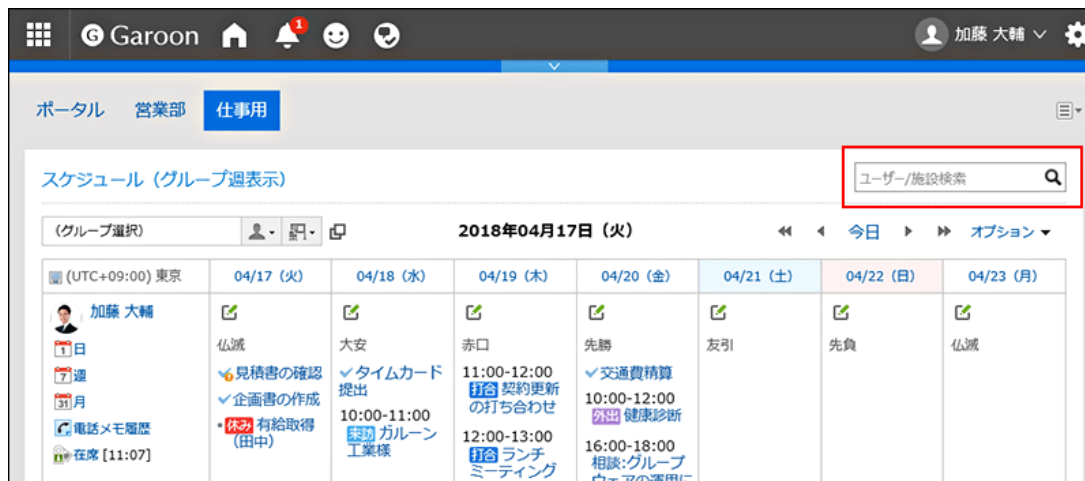 Garoon 1 加藤 大輔
ポータル 営業部 仕事用
スケジュール（グループ週表示） ユーザー/施設検索
(グループ選択) 2018年04月17日（火） 今日 オプション
(UTC+09:00) 東京 04/17（火） 04/18（水） 04/19（木） 04/20（金） 04/21（土） 04/22（日） 04/23（月）
加藤 大輔
1 日
7 週
31 月
電話メモ履歴
在席 [11:07]
仏滅
見積書の確認
企画書の作成
休み 有給取得
（田中）
大安
タイムカード
提出
10:00-11:00
来訪 ガルーン
工業様
赤口
11:00-12:00
打合 契約更新
の打ち合わせ
12:00-13:00
打合 ランチ
ミーティング
先勝
交通費精算
10:00-12:00
外出 健康診断
16:00-18:00
相談:グループ
ウェアの運用に
友引
先負
仏滅